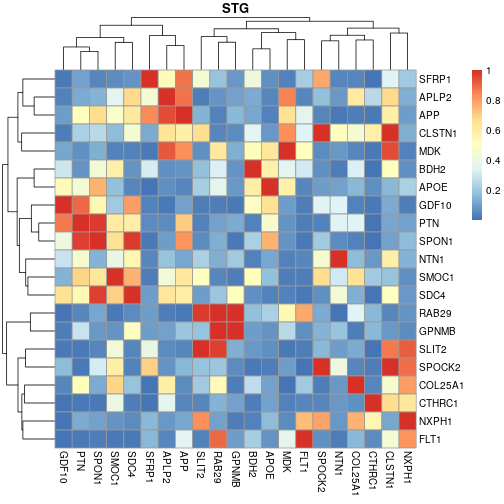 STG
1
0.8
0.6
0.4
0.2
SFRP1
APLP2
APP
CLSTN1
MDK
BDH2
APOE
GDF10
PTN
SPON1
NTN1
SMOC1
SDC4
RAB29
GPNMB
SLIT2
SPOCK2
COL25A1
CTHRC1
NXPH1
FLT1
GDF10
PTN
SPON1
SMOC1
SDC4
SFRP1
APLP2
APP
SLIT2
RAB29
GPNMB
BDH2
APOE
MDK
FLT1
SPOCK2
NTN1
COL25A1
CTHRC1
CLSTN1
NXPH1